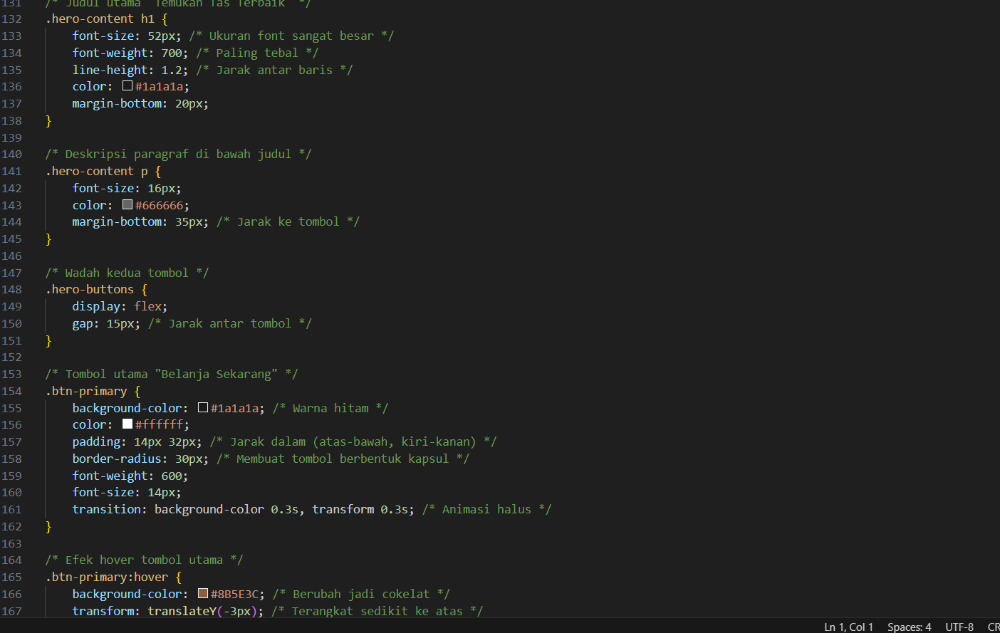 131 /* Judul utama "Temukan Tas Terbaik" */
132 .hero-content h1 {
133 font-size: 52px; /* Ukuran font sangat besar */
134 font-weight: 700; /* Paling tebal */
135 line-height: 1.2; /* Jarak antar baris */
136 color: #1a1a1a;
137 margin-bottom: 20px;
138 }
139
140 /* Deskripsi paragraf di bawah judul */
141 .hero-content p {
142 font-size: 16px;
143 color: #666666;
144 margin-bottom: 35px; /* Jarak ke tombol */
145 }
146
147 /* Wadah kedua tombol */
148 .hero-buttons {
149 display: flex;
150 gap: 15px; /* Jarak antar tombol */
151 }
152
153 /* Tombol utama "Belanja Sekarang" */
154 .btn-primary {
155 background-color: #1a1a1a; /* Warna hitam */
156 color: #ffffff;
157 padding: 14px 32px; /* Jarak dalam (atas-bawah, kiri-kanan) */
158 border-radius: 30px; /* Membuat tombol berbentuk kapsul */
159 font-weight: 600;
160 font-size: 14px;
161 transition: background-color 0.3s, transform 0.3s; /* Animasi halus */
162 }
163
164 /* Efek hover tombol utama */
165 .btn-primary:hover {
166 background-color: #8B5E3C; /* Berubah jadi cokelat */
167 transform: translateY(-3px); /* Terangkat sedikit ke atas */
Ln 1, Col 1 Spaces: 4 UTF-8 CR